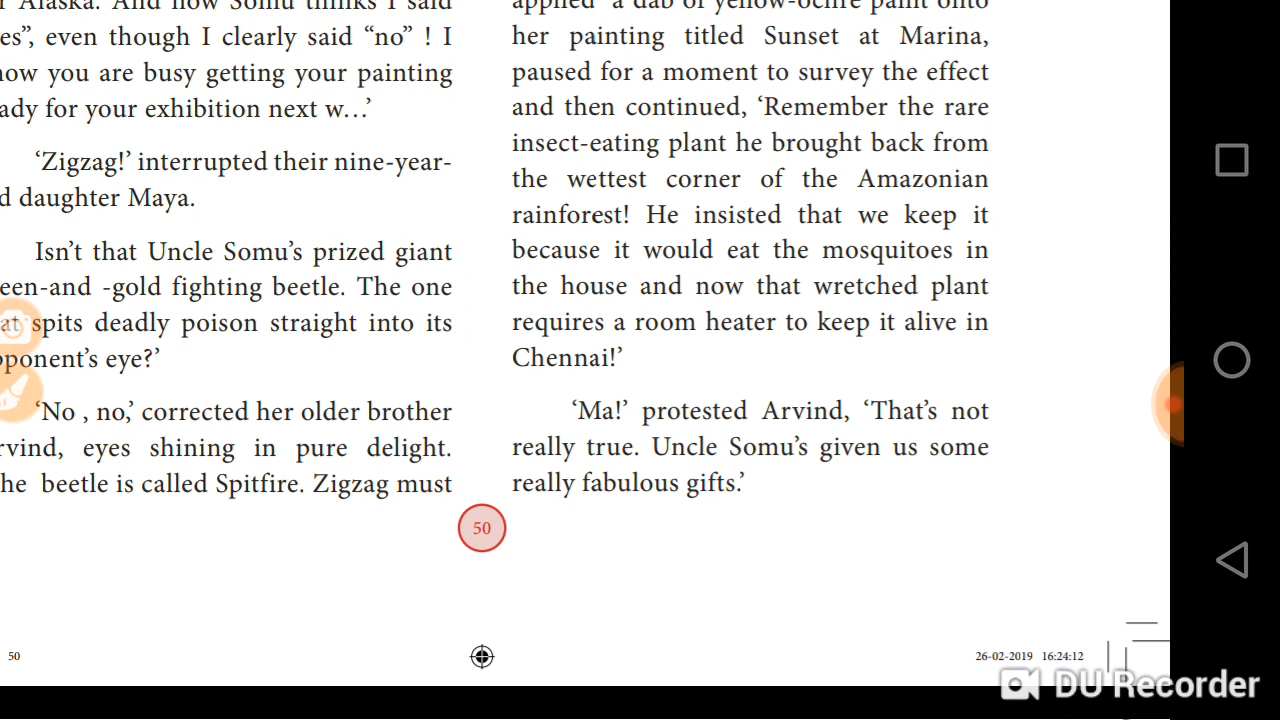 Alaska. And now Somu thinks I said
es”, even though I clearly said “no” ! I
now you are busy getting your painting
ady for your exhibition next w…’
‘Zigzag!’ interrupted their nine-year-
d daughter Maya.
Isn’t that Uncle Somu’s prized giant
een-and -gold fighting beetle. The one
at spits deadly poison straight into its
pponent’s eye?’
‘No , no,’ corrected her older brother
rvind, eyes shining in pure delight.
he beetle is called Spitfire. Zigzag must
applied a dab of yellow-ochre paint onto
her painting titled Sunset at Marina,
paused for a moment to survey the effect
and then continued, ‘Remember the rare
insect-eating plant he brought back from
the wettest corner of the Amazonian
rainforest! He insisted that we keep it
because it would eat the mosquitoes in
the house and now that wretched plant
requires a room heater to keep it alive in
Chennai!’
‘Ma!’ protested Arvind, ‘That’s not
really true. Uncle Somu’s given us some
really fabulous gifts.’
50
50
26-02-2019 16:24:12
DU Recorder